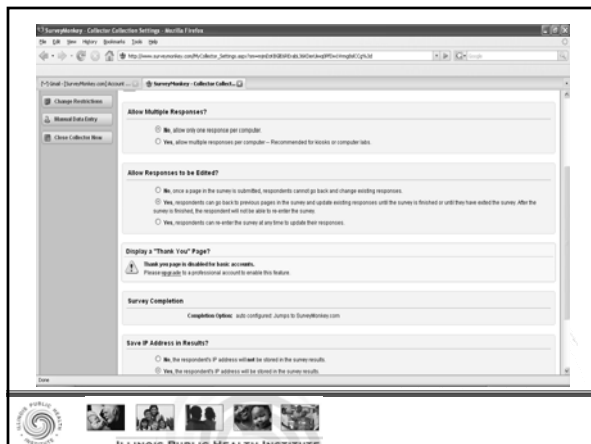 SurveyMonkey - Collector Collection Settings - Mozilla Firefox
File Edit View History Bookmarks Tools Help
Google
Gmail - [SurveyMonkey.com] Account ...
SurveyMonkey - Collector Collect...
Change Restrictions
Manual Data Entry
Close Collector Now
Allow Multiple Responses?
No, allow only one response per computer.
Yes, allow multiple responses per computer -- Recommended for kiosks or computer labs.
Allow Responses to be Edited?
No, once a page in the survey is submitted, respondents cannot go back and change existing responses.
Yes, respondents can go back to previous pages in the survey and update existing responses until the survey is finished or until they have exited the survey. After the
survey is finished, the respondent will not be able to re-enter the survey.
Yes, respondents can re-enter the survey at any time to update their responses.
Display a "Thank You" Page?
Thank you page is disabled for basic accounts.
Please upgrade to a professional account to enable this feature.
Survey Completion
Completion Option: auto configured: Jumps to SurveyMonkey.com
Save IP Address in Results?
No, the respondent's IP address will not be stored in the survey results.
Yes, the respondent's IP address will be stored in the survey results.
Done
ILLINOIS PUBLIC HEALTH INSTITUTE